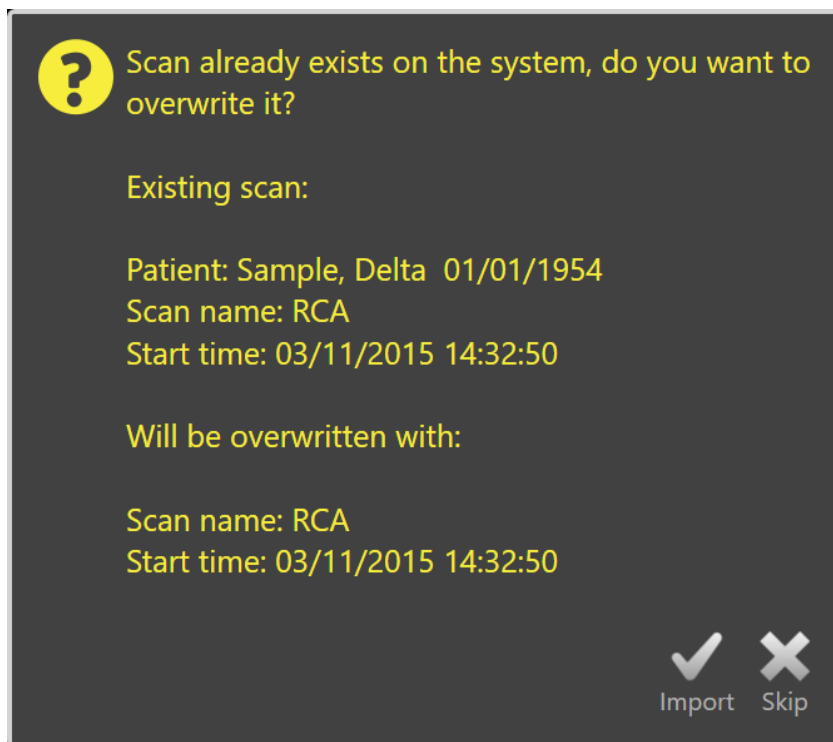 Scan already exists on the system, do you want to
overwrite it?
Existing scan:
Patient: Sample, Delta  01/01/1954
Scan name: RCA
Start time: 03/11/2015 14:32:50
Will be overwritten with:
Scan name: RCA
Start time: 03/11/2015 14:32:50
Import Skip